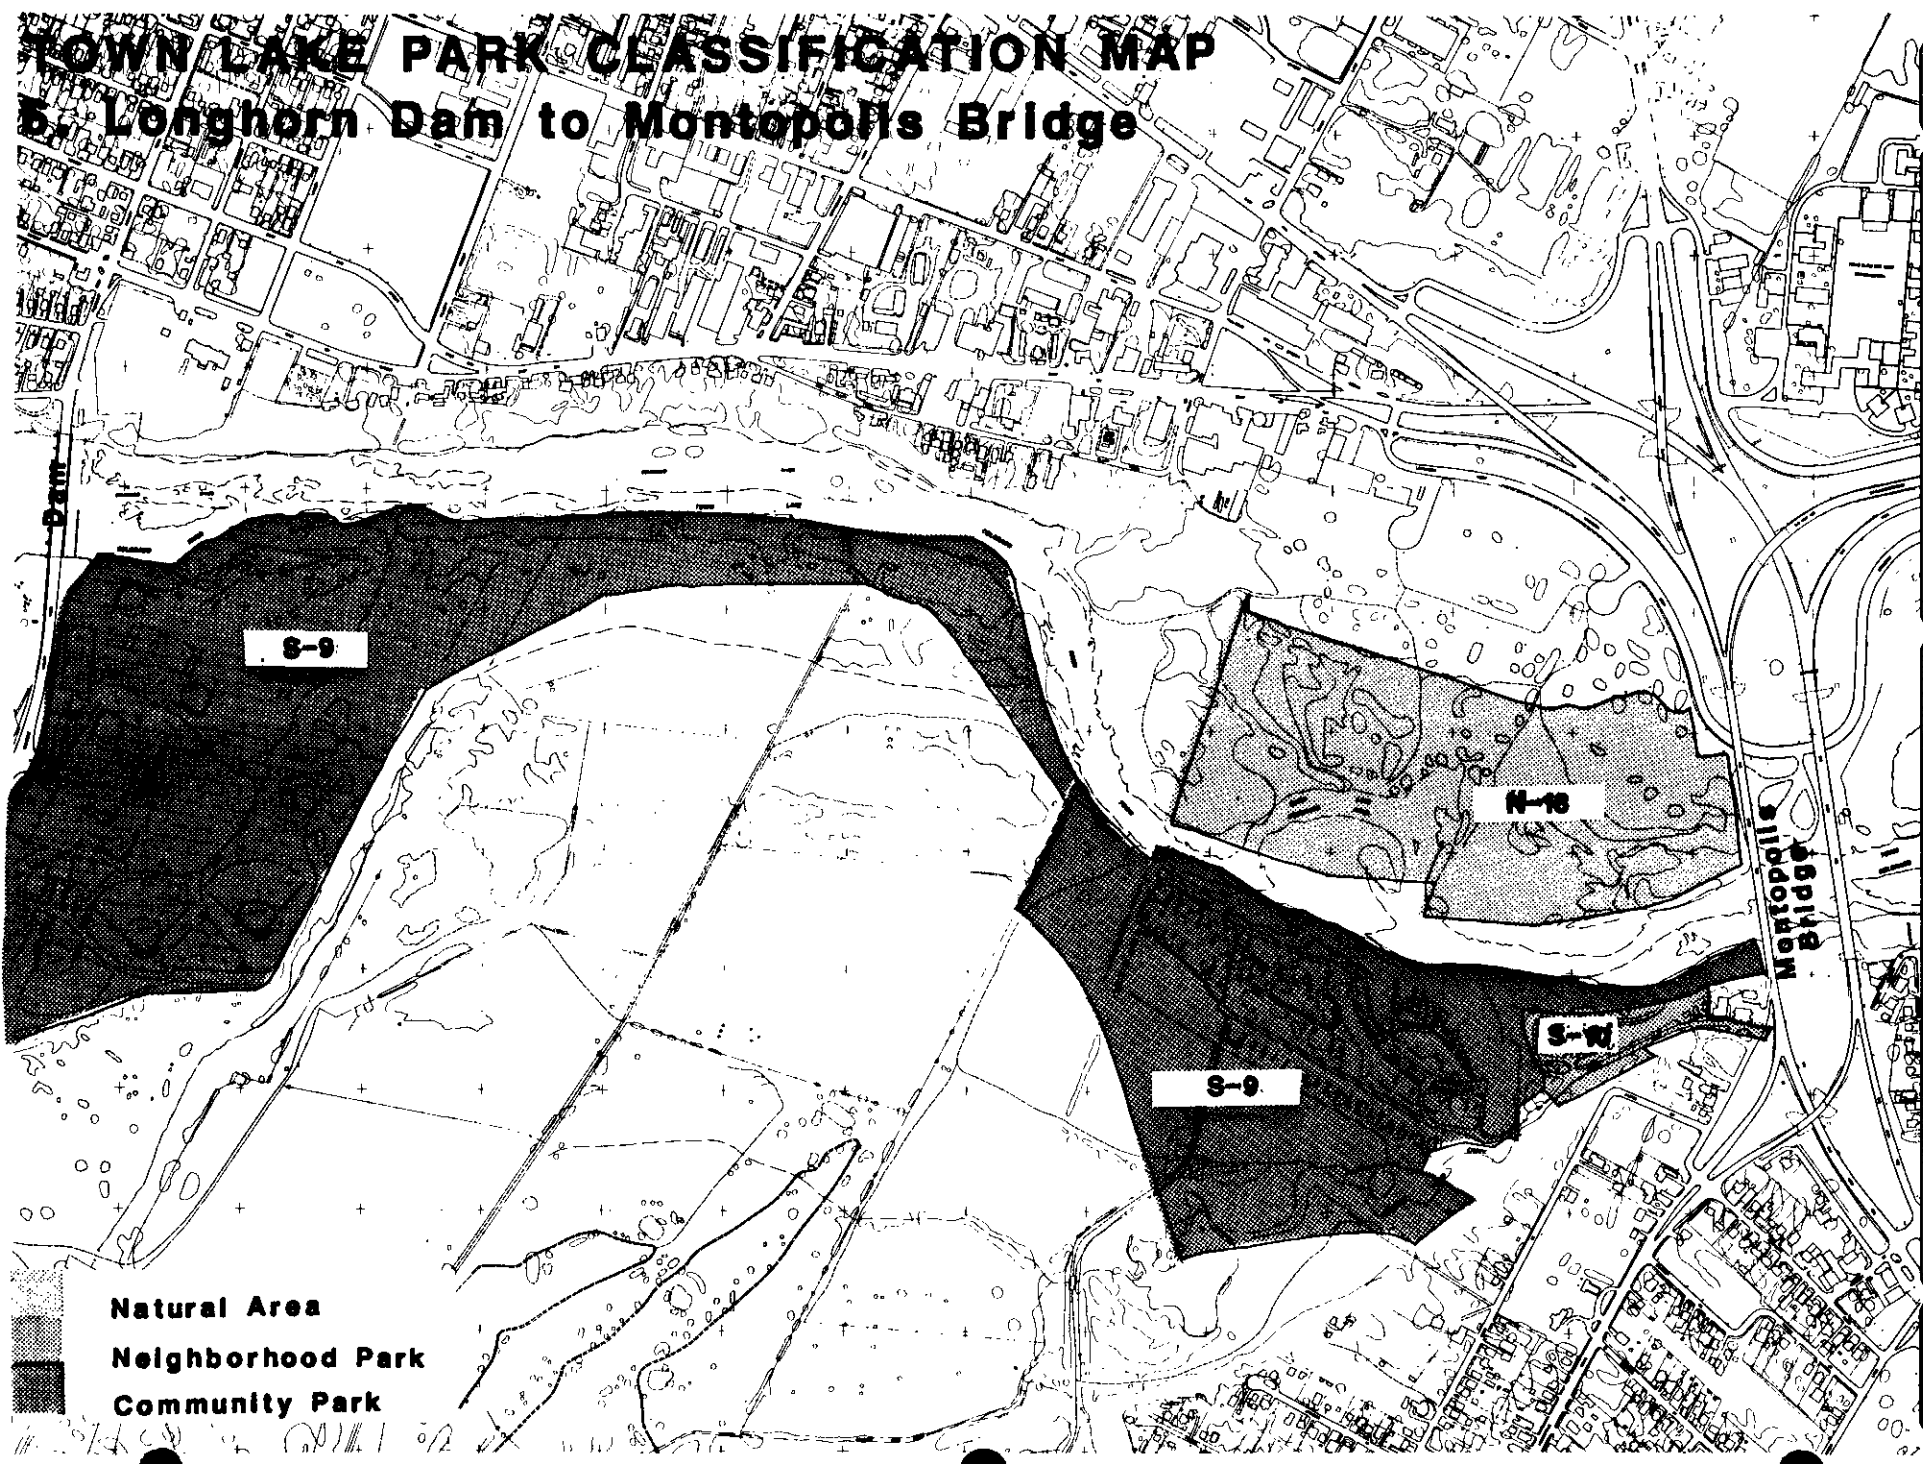 TOWN LAKE PARK CLASSIFICATION MAP
5. Longhorn Dam to Montopolis Bridge
Dam
S-9
N-16
Montopolis
Bridge
S-10
S-9
Natural Area
Neighborhood Park
Community Park